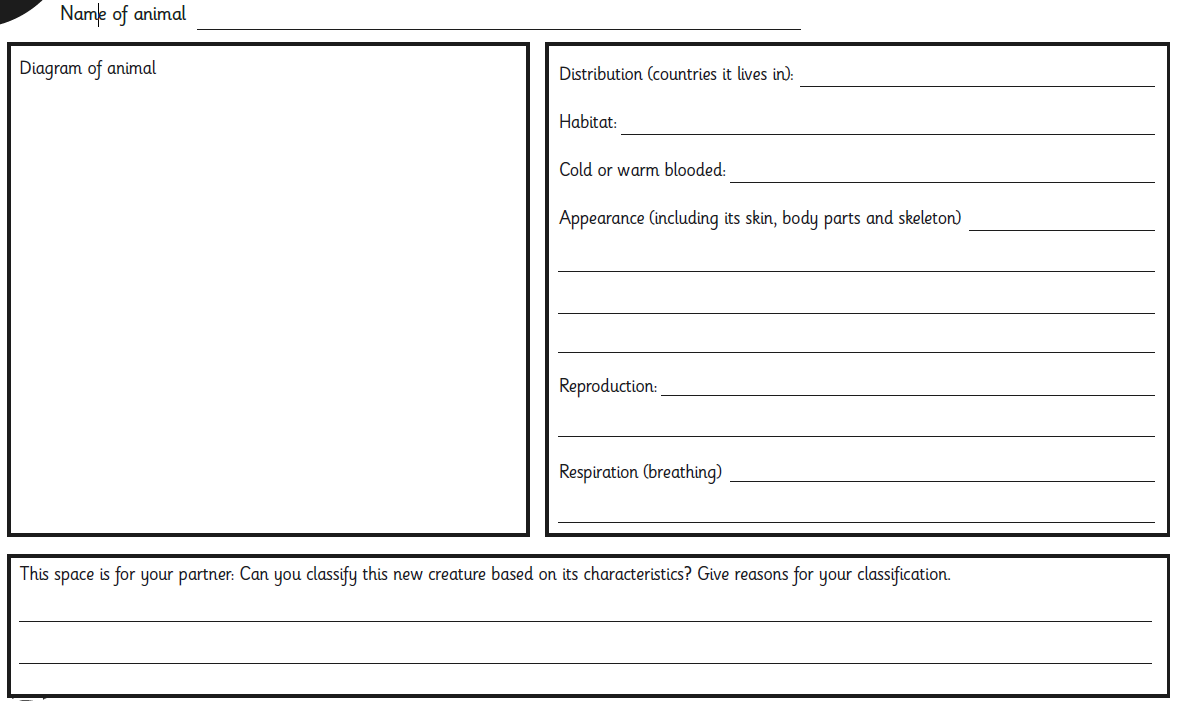 Name of animal
Diagram of animal
Distribution (countries it lives in):
Habitat:
Cold or warm blooded:
Appearance (including its skin, body parts and skeleton)
Reproduction:
Respiration (breathing)
This space is for your partner: Can you classify this new creature based on its characteristics? Give reasons for your classification.